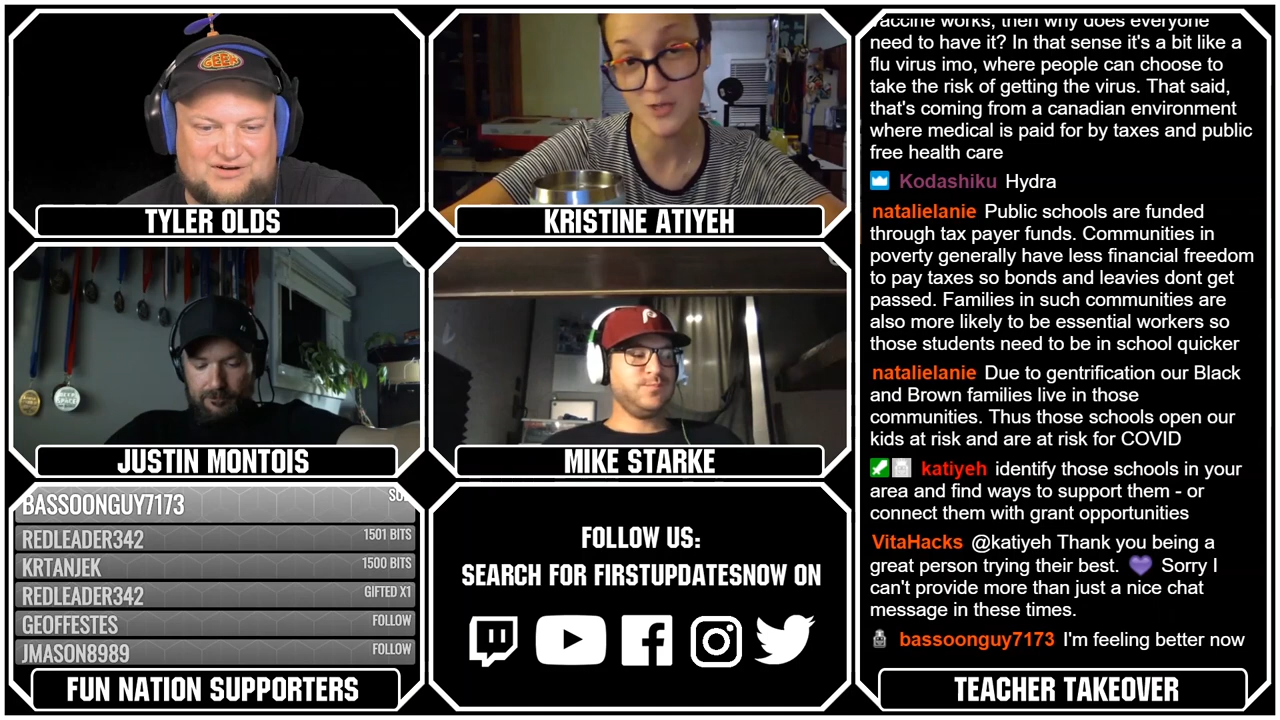 GEEK
TYLER OLDS
KRISTINE ATIYEH
JUSTIN MONTOIS
MIKE STARKE
BASSOONGUY7173
REDLEADER342 1501 BITS
KRTANJEK 1500 BITS
REDLEADER342 GIFTED X1
GEOFFESTES FOLLOW
JMASON8989 FOLLOW
FUN NATION SUPPORTERS
FOLLOW US:
SEARCH FOR FIRSTUPDATESNOW ON
vaccine works, then why does everyone
need to have it? In that sense it's a bit like a
flu virus imo, where people can choose to
take the risk of getting the virus. That said,
that's coming from a canadian environment
where medical is paid for by taxes and public
free health care
Kodashiku Hydra
natalielanie Public schools are funded
through tax payer funds. Communities in
poverty generally have less financial freedom
to pay taxes so bonds and leavies dont get
passed. Families in such communities are
also more likely to be essential workers so
those students need to be in school quicker
natalielanie Due to gentrification our Black
and Brown families live in those
communities. Thus those schools open our
kids at risk and are at risk for COVID
katiyeh identify those schools in your
area and find ways to support them - or
connect them with grant opportunities
VitaHacks @katiyeh Thank you being a
great person trying their best. 💜 Sorry I
can't provide more than just a nice chat
message in these times.
bassoonguy7173 I'm feeling better now
TEACHER TAKEOVER